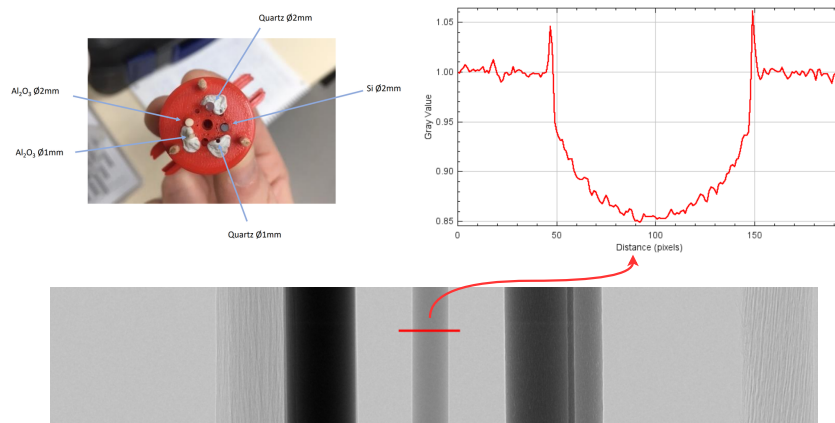 Quartz Ø2mm
Al₂O₃ Ø2mm
Si Ø2mm
Al₂O₃ Ø1mm
Quartz Ø1mm
1.05
1.00
0.95
0.90
0.85
Gray Value
0
50
100
150
Distance (pixels)